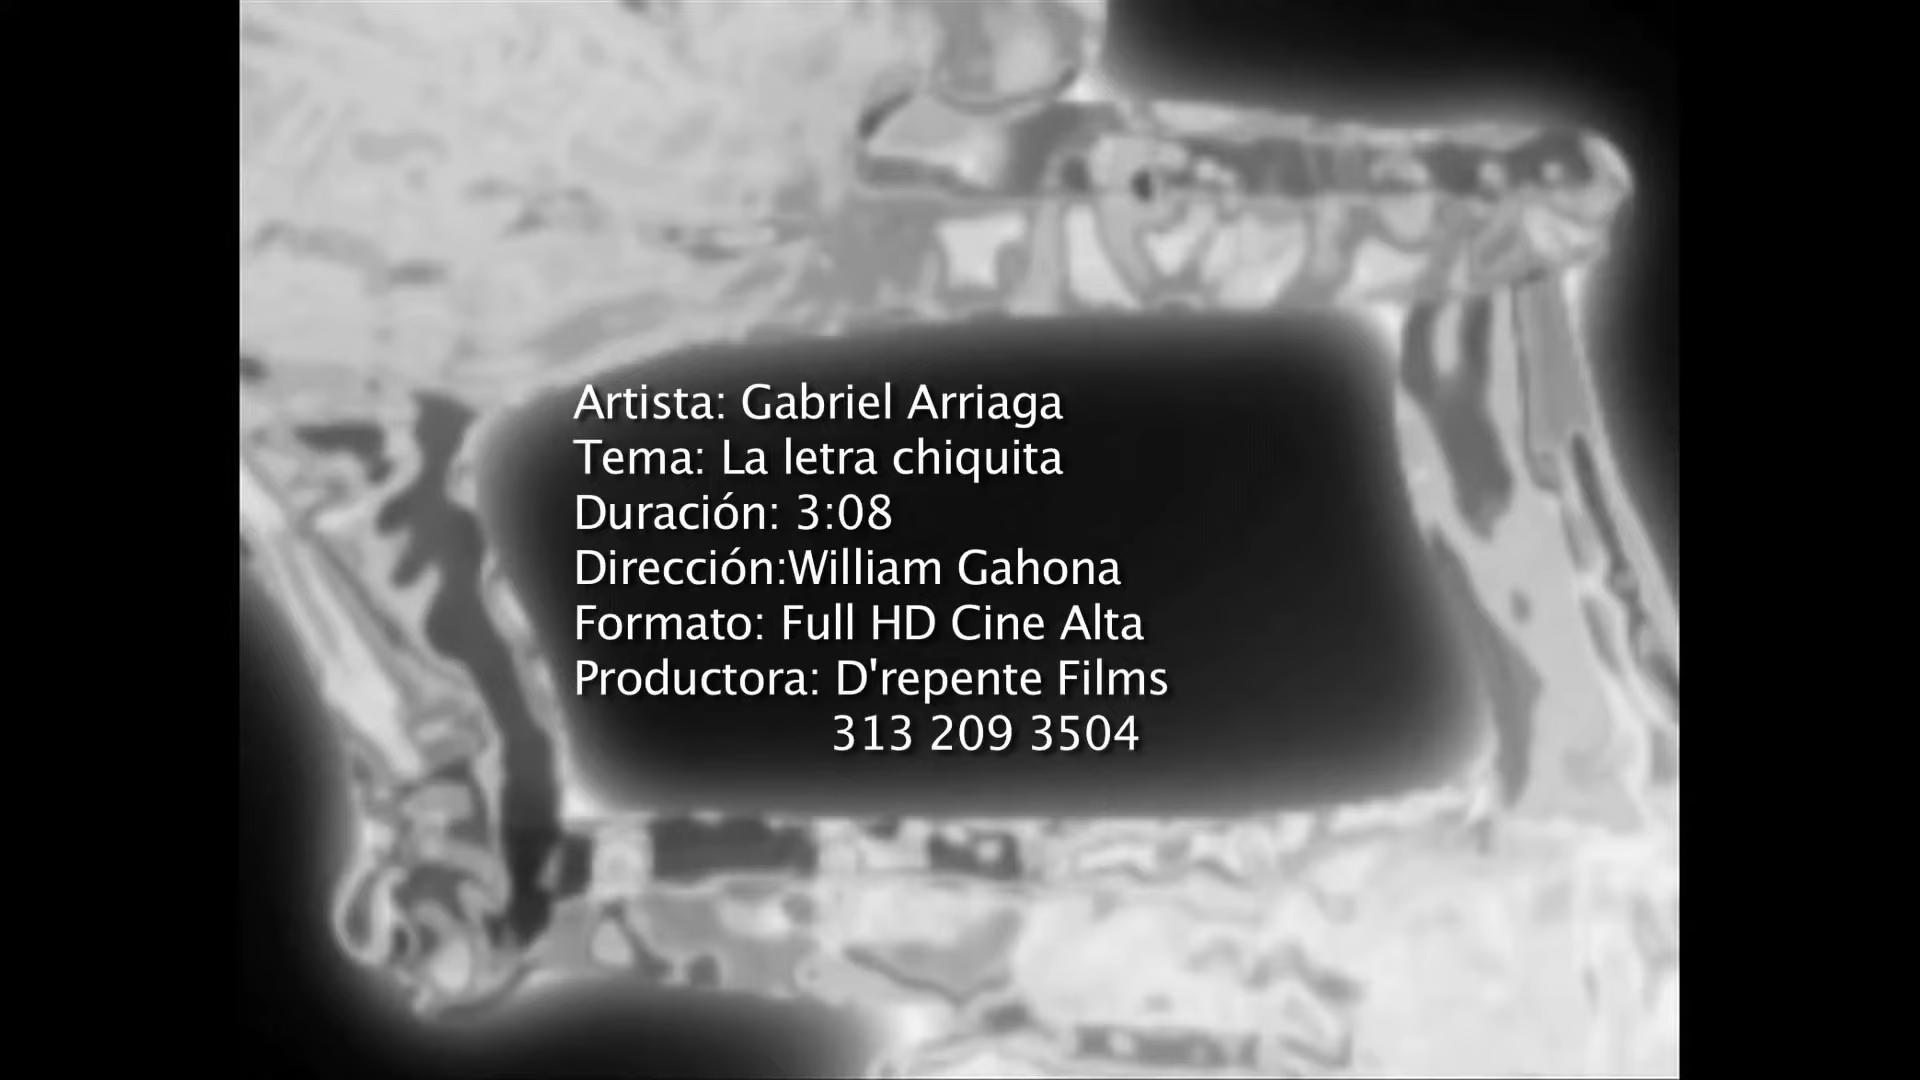 Artista: Gabriel Arriaga
Tema: La letra chiquita
Duración: 3:08
Dirección:William Gahona
Formato: Full HD Cine Alta
Productora: D'repente Films
313 209 3504